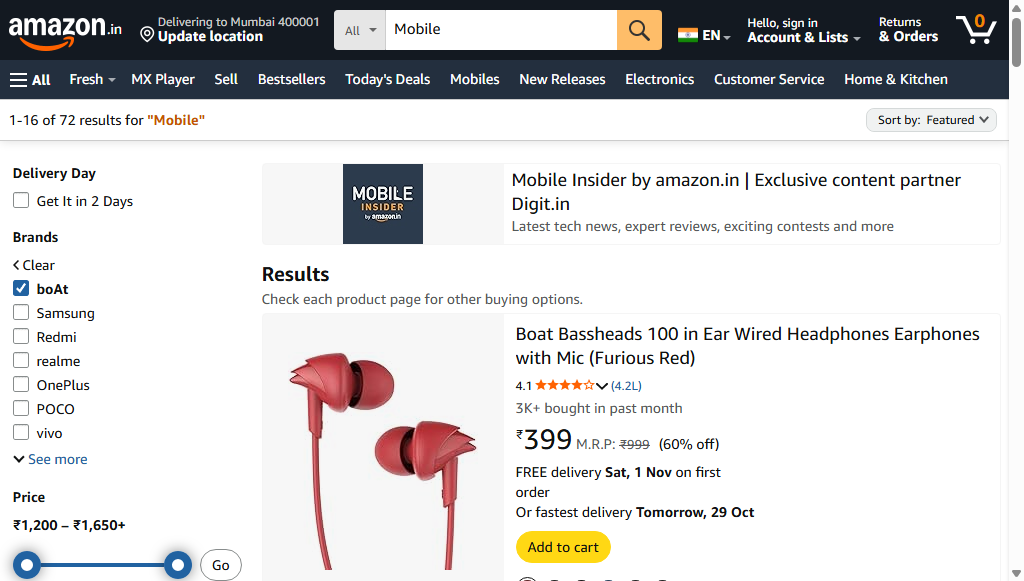 amazon.in
Delivering to Mumbai 400001
Update location
All
Mobile
EN
Hello, sign in
Account & Lists
Returns
& Orders
0
All
Fresh
MX Player
Sell
Bestsellers
Today's Deals
Mobiles
New Releases
Electronics
Customer Service
Home & Kitchen
1-16 of 72 results for "Mobile"
Sort by: Featured
Delivery Day
Get It in 2 Days
Brands
Clear
boAt
Samsung
Redmi
realme
OnePlus
POCO
vivo
See more
Price
₹1,200 – ₹1,650+
Go
MOBILE
INSIDER
by amazon.in
Mobile Insider by amazon.in | Exclusive content partner
Digit.in
Latest tech news, expert reviews, exciting contests and more
Results
Check each product page for other buying options.
Boat Bassheads 100 in Ear Wired Headphones Earphones
with Mic (Furious Red)
4.1 (4.2L)
3K+ bought in past month
₹399 M.R.P: ₹999 (60% off)
FREE delivery Sat, 1 Nov on first
order
Or fastest delivery Tomorrow, 29 Oct
Add to cart